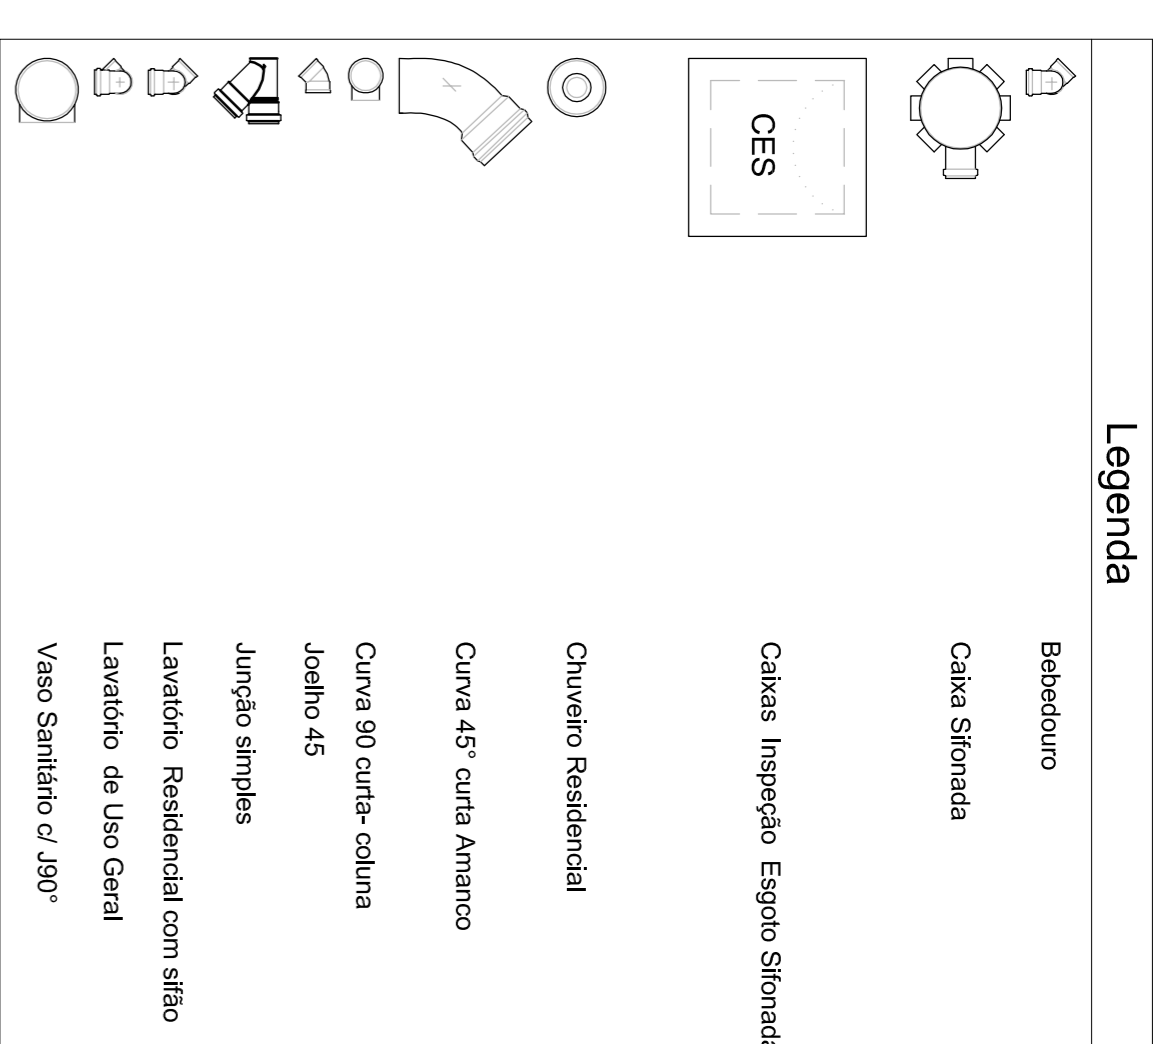 Legenda
Bebedouro
Caixa Sifonada
CES
Caixas Inspeção Esgoto Sifonada
Chuveiro Residencial
Curva 45° curta Amanco
Curva 90 curta- coluna
Joelho 45
Junção simples
Lavatório Residencial com sifão
Lavatório de Uso Geral
Vaso Sanitário c/ J90°